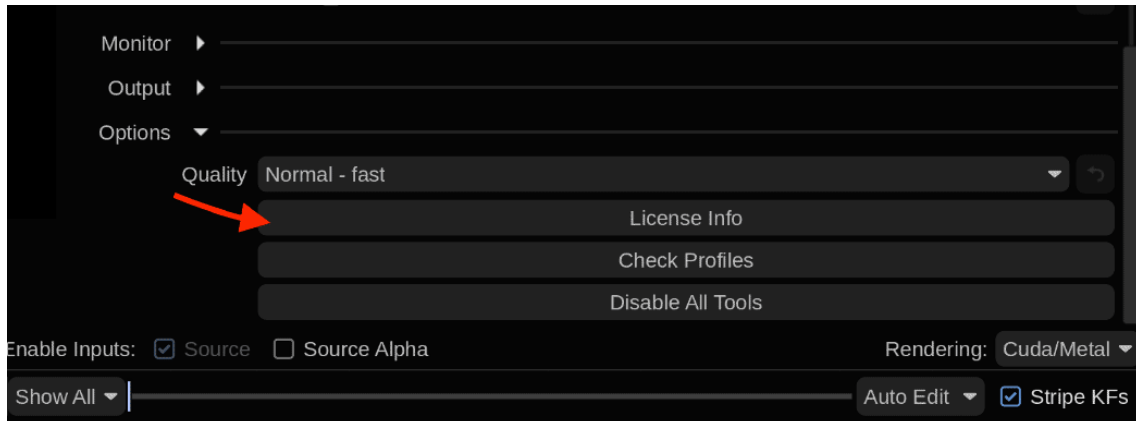 Monitor
Output
Options
Quality Normal - fast
License Info
Check Profiles
Disable All Tools
Enable Inputs: Source Source Alpha Rendering: Cuda/Metal
Show All Auto Edit Stripe KFs